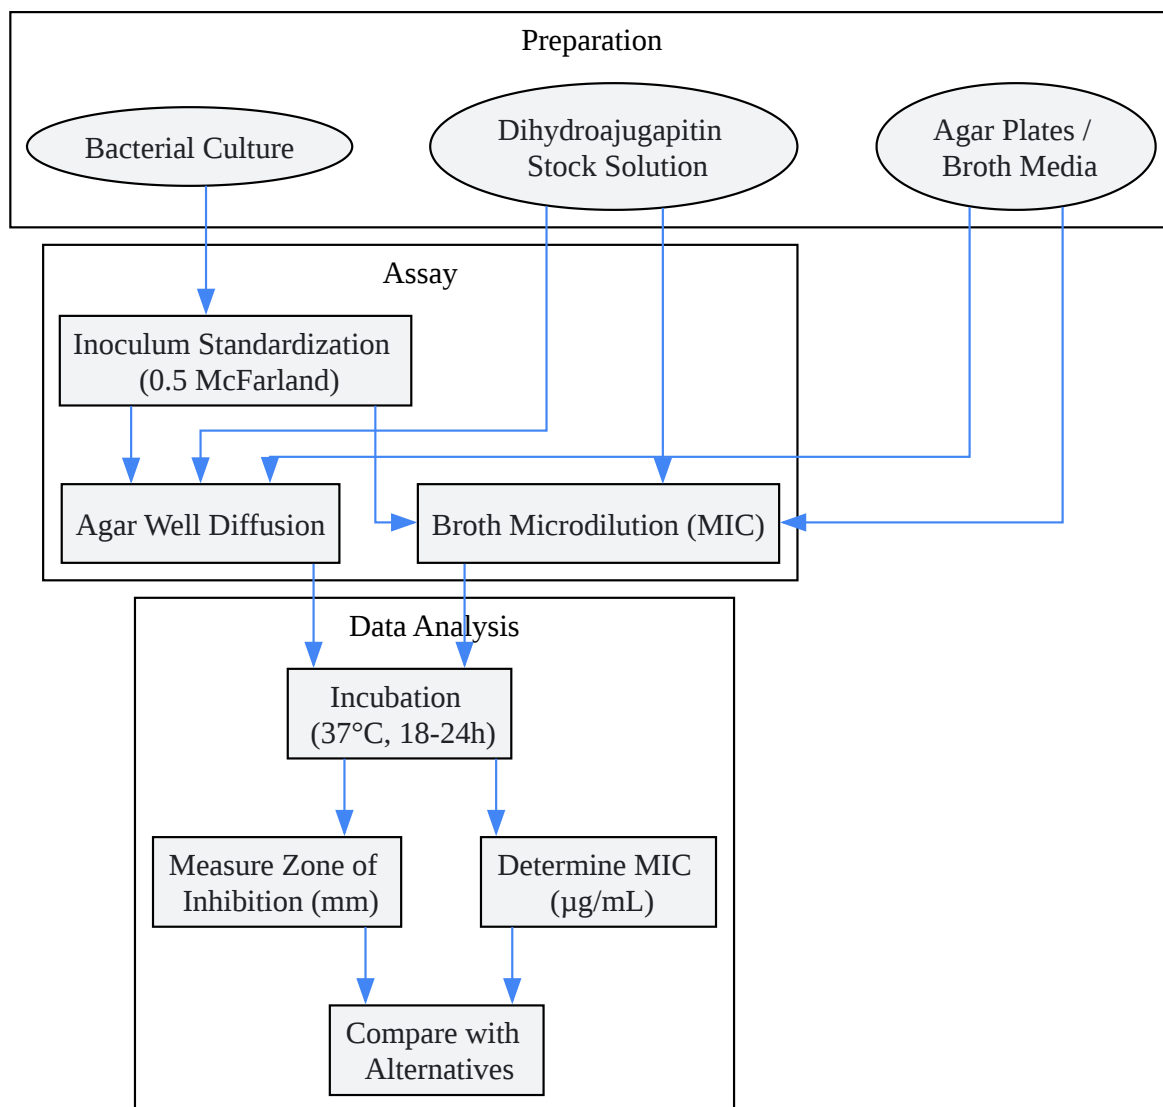 Preparation
Bacterial Culture
Dihydroajugapitin
Stock Solution
Agar Plates /
Broth Media
Assay
Inoculum Standardization
(0.5 McFarland)
Agar Well Diffusion
Broth Microdilution (MIC)
Data Analysis
Incubation
(37°C, 18-24h)
Measure Zone of
Inhibition (mm)
Determine MIC
(µg/mL)
Compare with
Alternatives